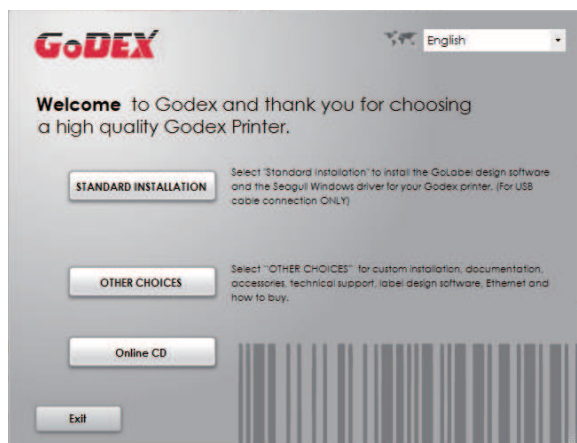 GoDEX
English
Welcome to Godex and thank you for choosing
a high quality Godex Printer.
STANDARD INSTALLATION
Select 'Standard Installation' to install the GoLabel design software
and the Seagull Windows driver for your Godex printer. (For USB
cable connection ONLY)
OTHER CHOICES
Select "OTHER CHOICES" for custom installation, documentation,
accessories, technical support, label design software, Ethernet and
how to buy.
Online CD
Exit